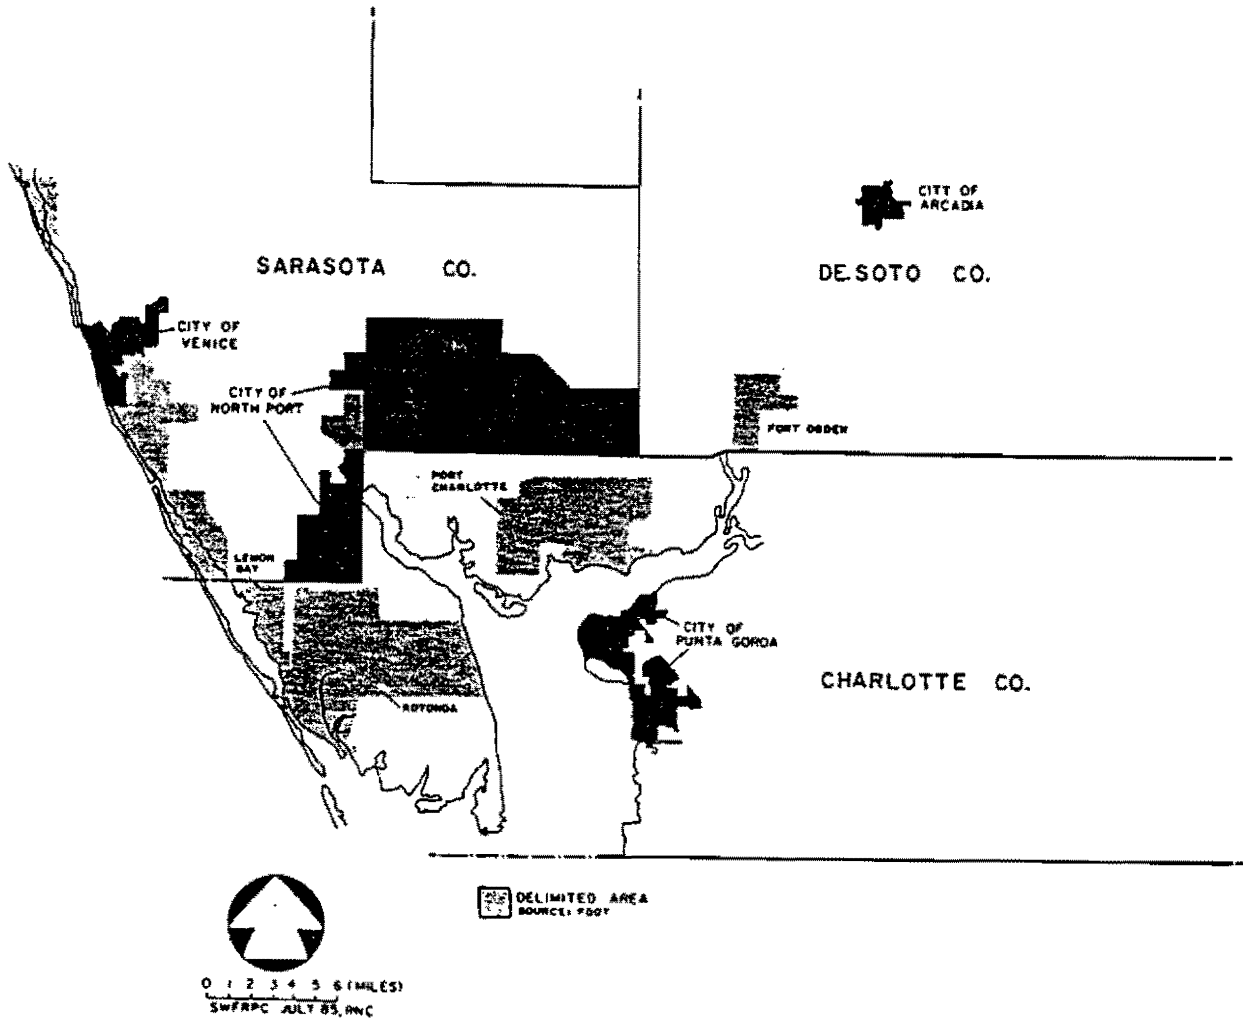 CITY OF
ARCADIA
SARASOTA CO.
DE SOTO CO.
CITY OF
VENICE
CITY OF
NORTH PORT
FORT OGDEN
PORT
CHARLOTTE
LEMON
BAY
CITY OF
PUNTA GORDA
CHARLOTTE CO.
ROTONDA
DELIMITED AREA
SOURCE: FDOT
0 1 2 3 4 5 6 (MILES)
SWFRPC JULY 85, RNC